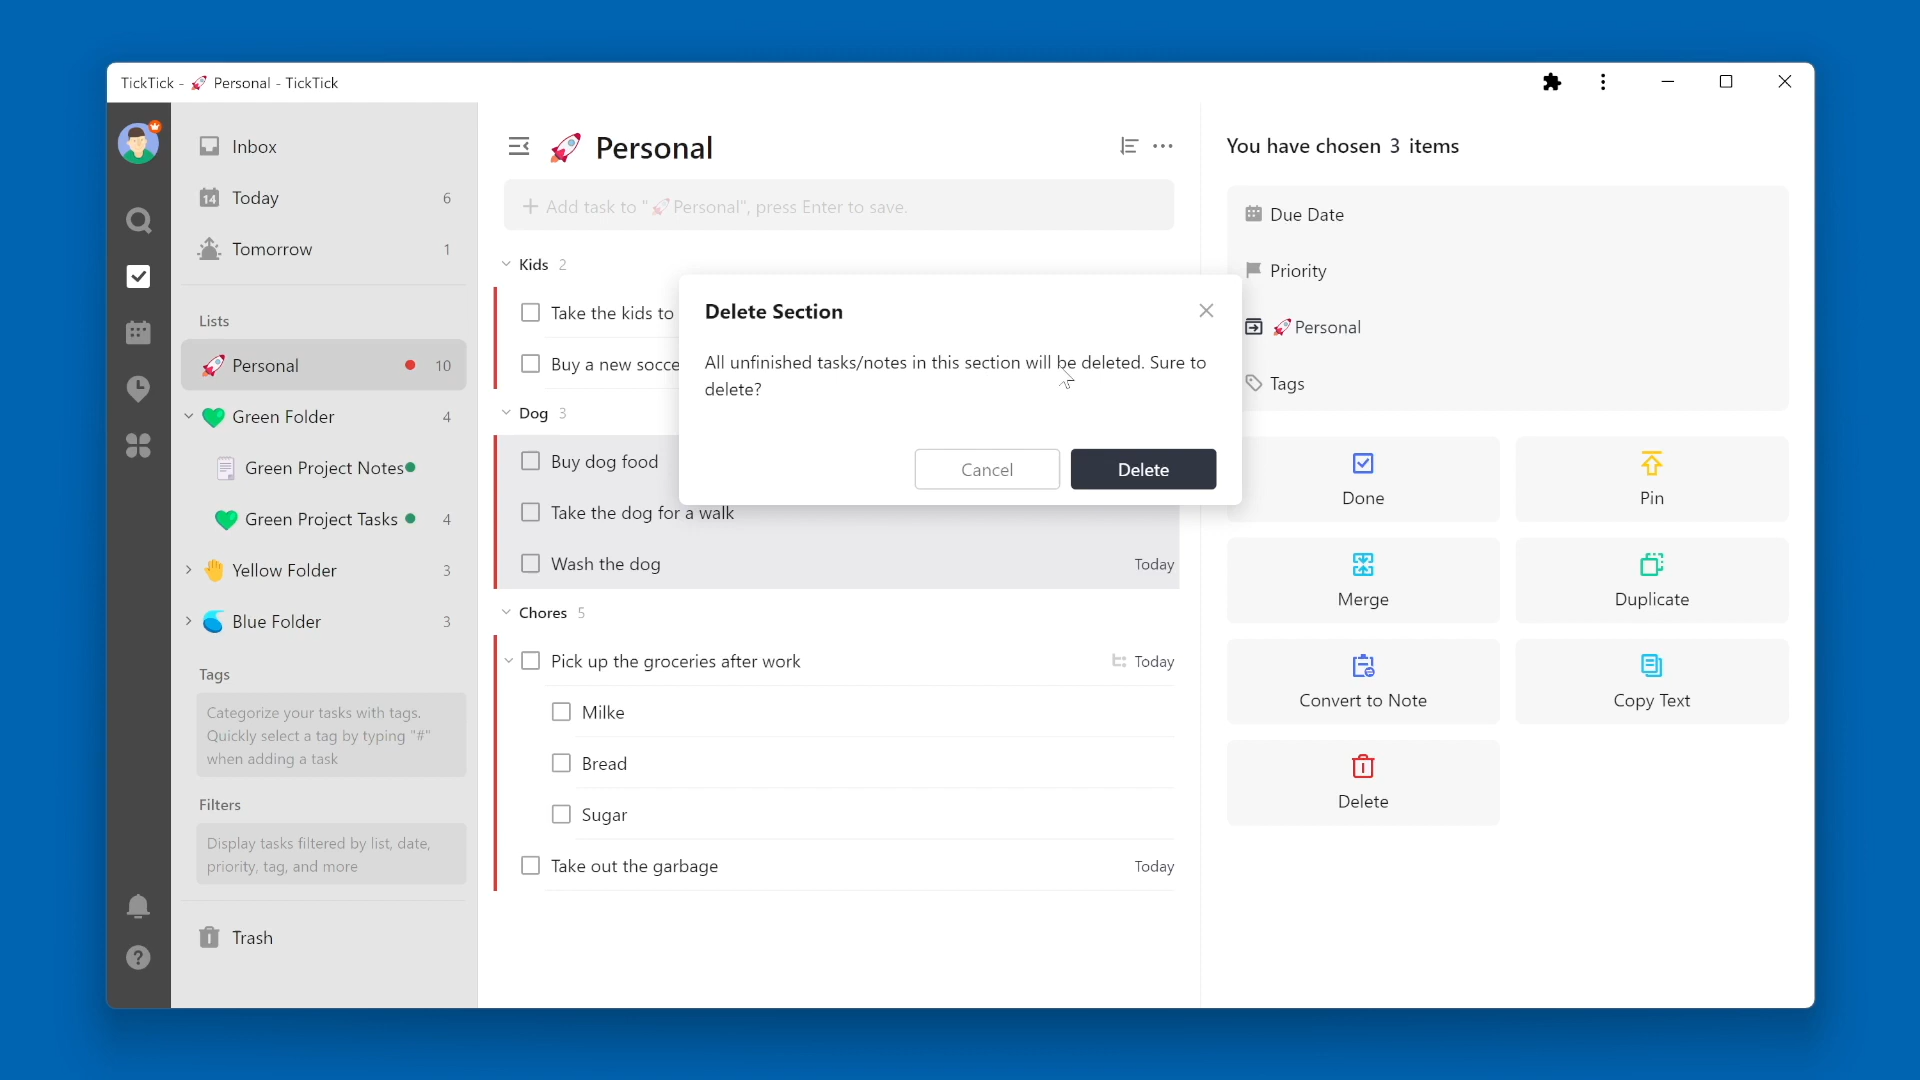 TickTick - 🚀 Personal - TickTick
Inbox
14 Today 6
Tomorrow 1
Lists
Personal 10
Green Folder 4
Green Project Notes
Green Project Tasks 4
Yellow Folder 3
Blue Folder 3
Tags
Categorize your tasks with tags.
Quickly select a tag by typing "#"
when adding a task
Filters
Display tasks filtered by list, date,
priority, tag, and more
Trash
Personal
+ Add task to "🚀Personal", press Enter to save.
Kids 2
Take the kids to
Buy a new socce
Dog 3
Buy dog food
Take the dog for a walk
Wash the dog Today
Chores 5
Pick up the groceries after work Today
Milke
Bread
Sugar
Take out the garbage Today
Delete Section
All unfinished tasks/notes in this section will be deleted. Sure to
delete?
Cancel
Delete
You have chosen 3 items
Due Date
Priority
🚀Personal
Tags
Done
Pin
Merge
Duplicate
Convert to Note
Copy Text
Delete